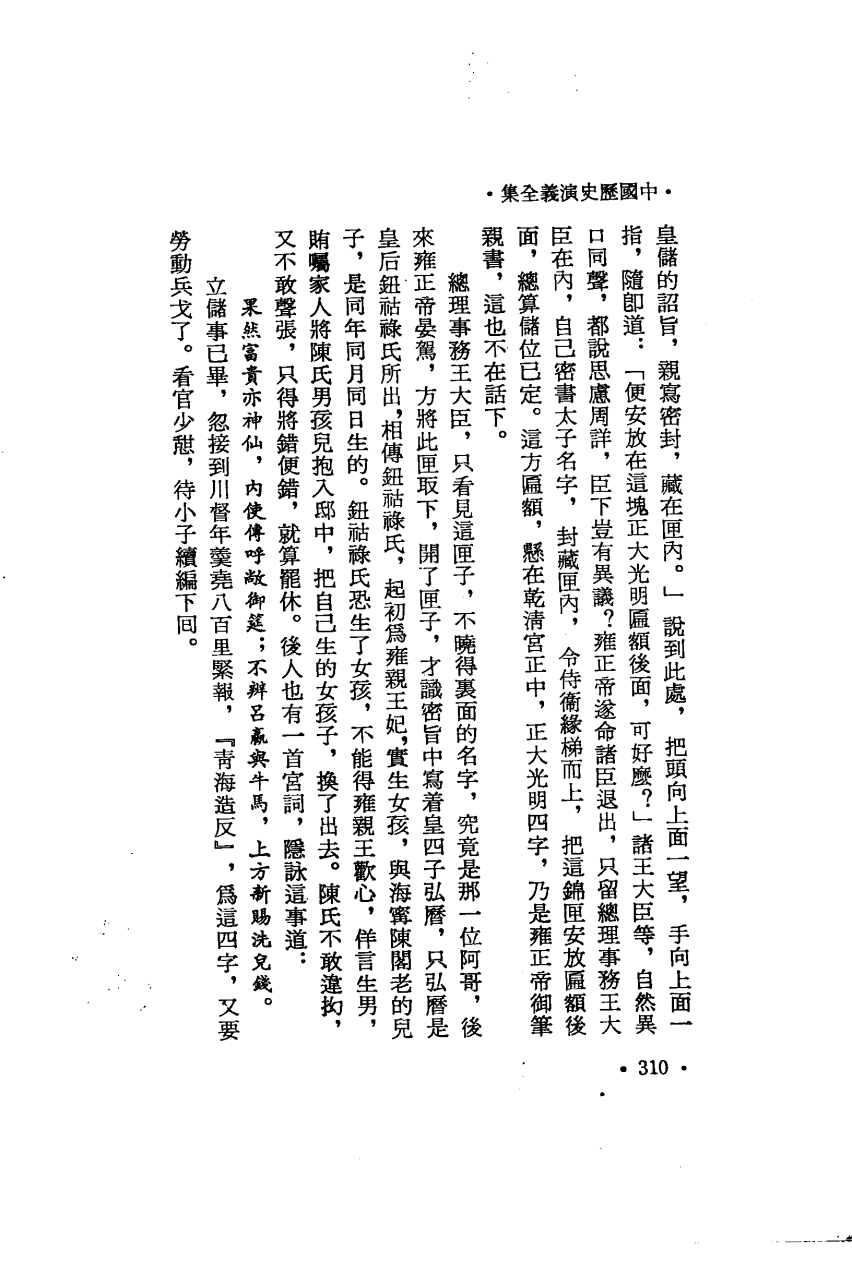 ·中國歷史演義全集·
皇儲的詔旨，親寫密封，藏在匣內。」說到此處，把頭向上面一望，手向上面一
指，隨卽道：「便安放在這塊正大光明匾額後面，可好麼？」諸王大臣等，自然異
口同聲，都說思慮周詳，臣下豈有異議？雍正帝遂命諸臣退出，只留總理事務王大
臣在內，自己密書太子名字，封藏匣內，令侍衞緣梯而上，把這錦匣安放匾額後
面，總算儲位已定。這方匾額，懸在乾淸宮正中，正大光明四字，乃是雍正帝御筆
親書，這也不在話下。
總理事務王大臣，只看見這匣子，不曉得裏面的名字，究竟是那一位阿哥，後
來雍正帝晏駕，方將此匣取下，開了匣子，才識密旨中寫着皇四子弘曆，只弘曆是
皇后鈕祜祿氏所出，相傳鈕祜祿氏，起初爲雍親王妃，實生女孩，與海甯陳閣老的兒
子，是同年同月同日生的。鈕祜祿氏恐生了女孩，不能得雍親王歡心，佯言生男，
賄囑家人將陳氏男孩兒抱入邸中，把自己生的女孩子，換了出去。陳氏不敢違拗，
又不敢聲張，只得將錯便錯，就算罷休。後人也有一首宮詞，隱詠這事道：
果然富貴亦神仙，內使傳呼敞御筵；不辨呂嬴與牛馬，上方新賜洗兒錢。
立儲事已畢，忽接到川督年羹堯八百里緊報，『靑海造反』，爲這四字，又要
勞動兵戈了。看官少憇，待小子續編下囘。
·310·